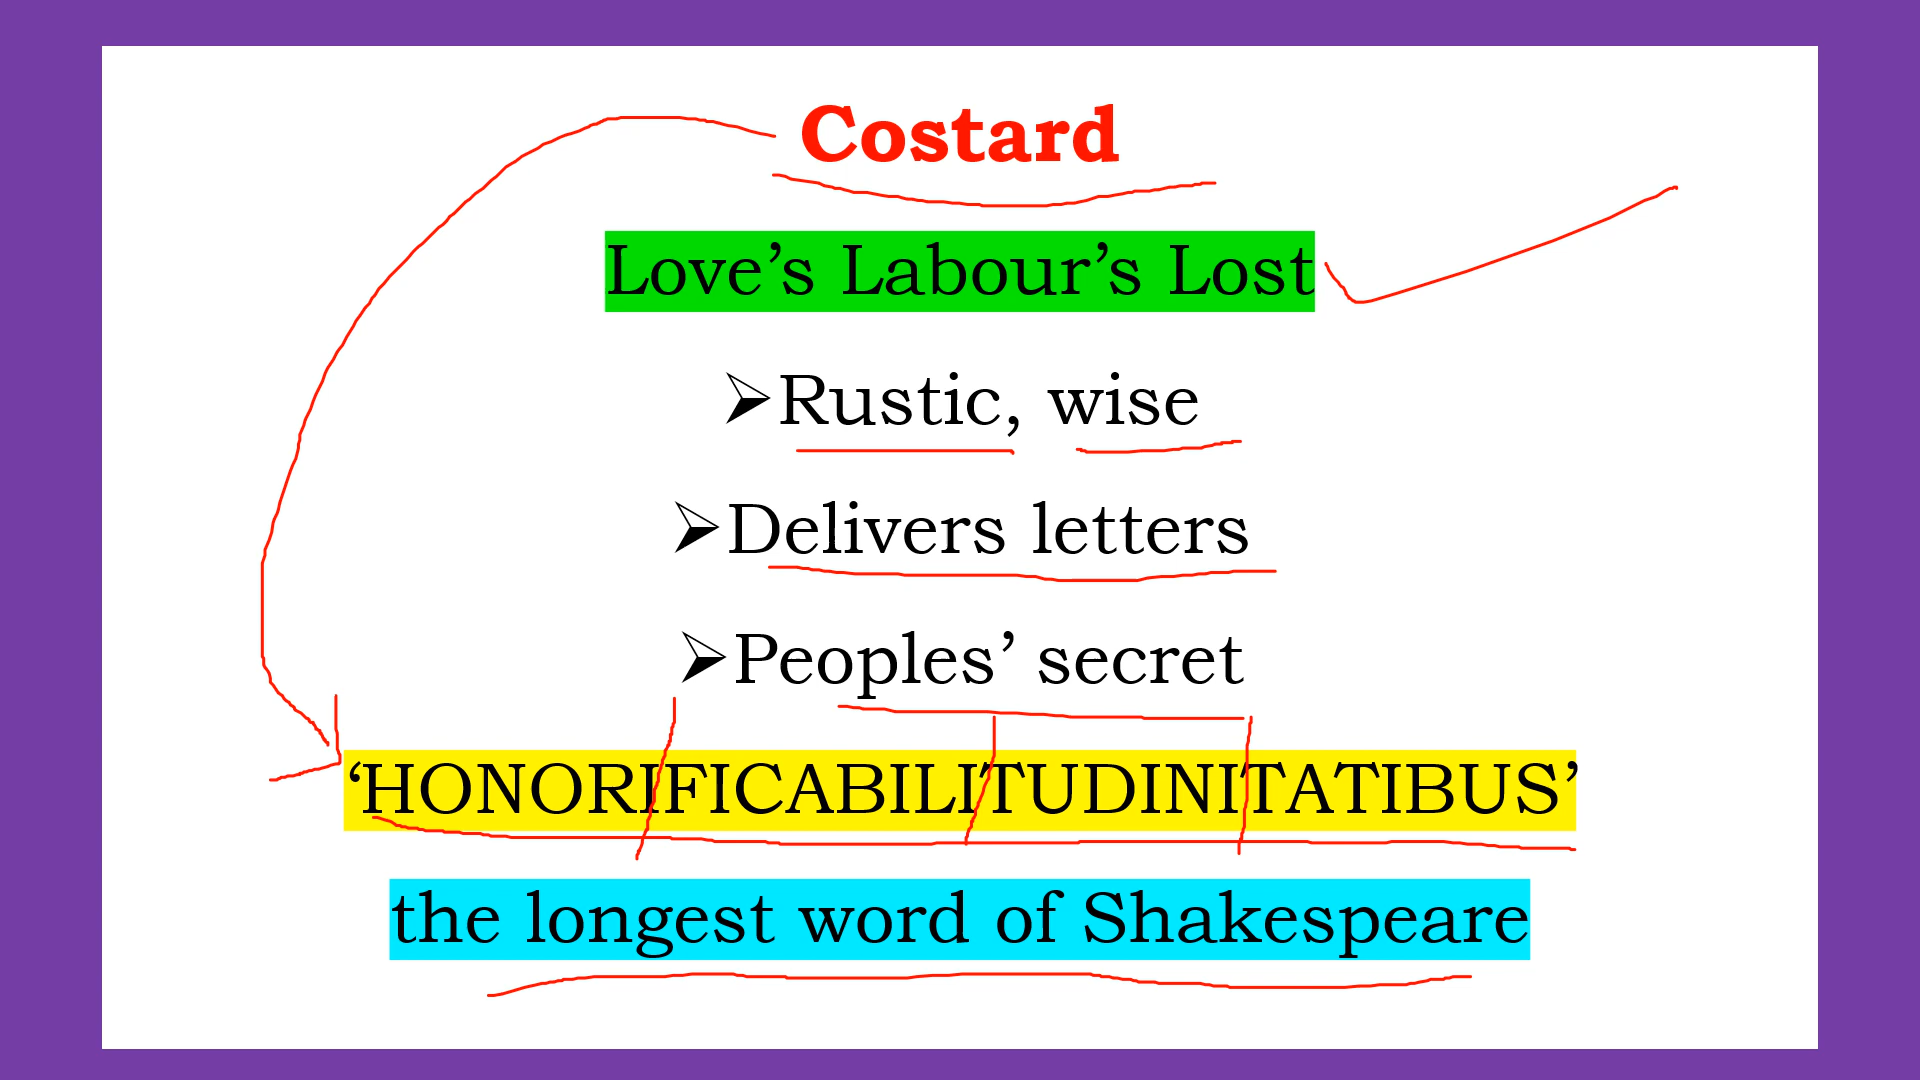 Costard
Love’s Labour’s Lost
➢Rustic, wise
➢Delivers letters
➢Peoples’ secret
‘HONORIFICABILITUDINITATIBUS’
the longest word of Shakespeare